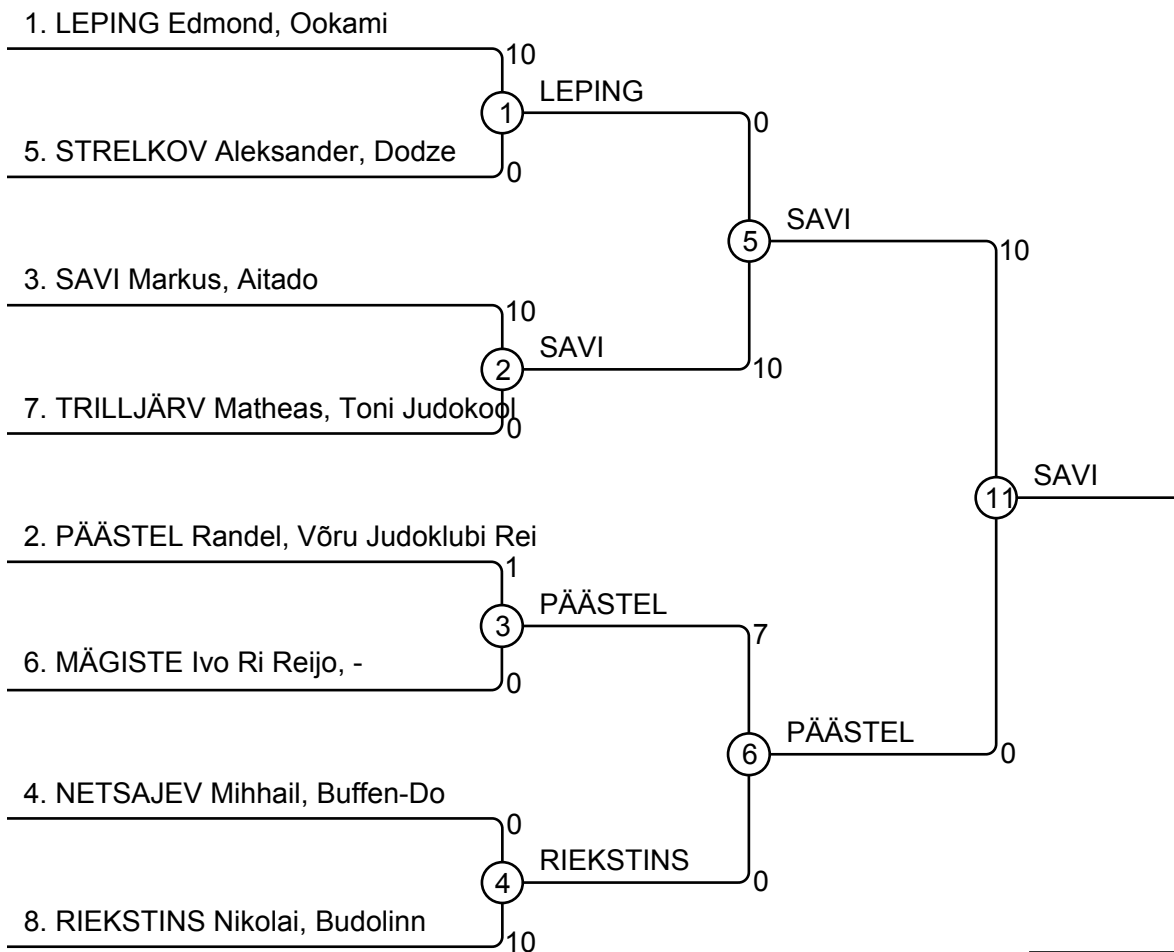 1. LEPING Edmond, Ookami
10
LEPING
1
0
5. STRELKOV Aleksander, Dodze
0
SAVI
5
10
3. SAVI Markus, Aitado
10
SAVI
2
10
7. TRILLJÄRV Matheas, Toni Judokool
0
SAVI
11
2. PÄÄSTEL Randel, Võru Judoklubi Rei
1
PÄÄSTEL
3
7
6. MÄGISTE Ivo Ri Reijo, -
0
PÄÄSTEL
6
0
4. NETSAJEV Mihhail, Buffen-Do
0
RIEKSTINS
4
0
8. RIEKSTINS Nikolai, Budolinn
10